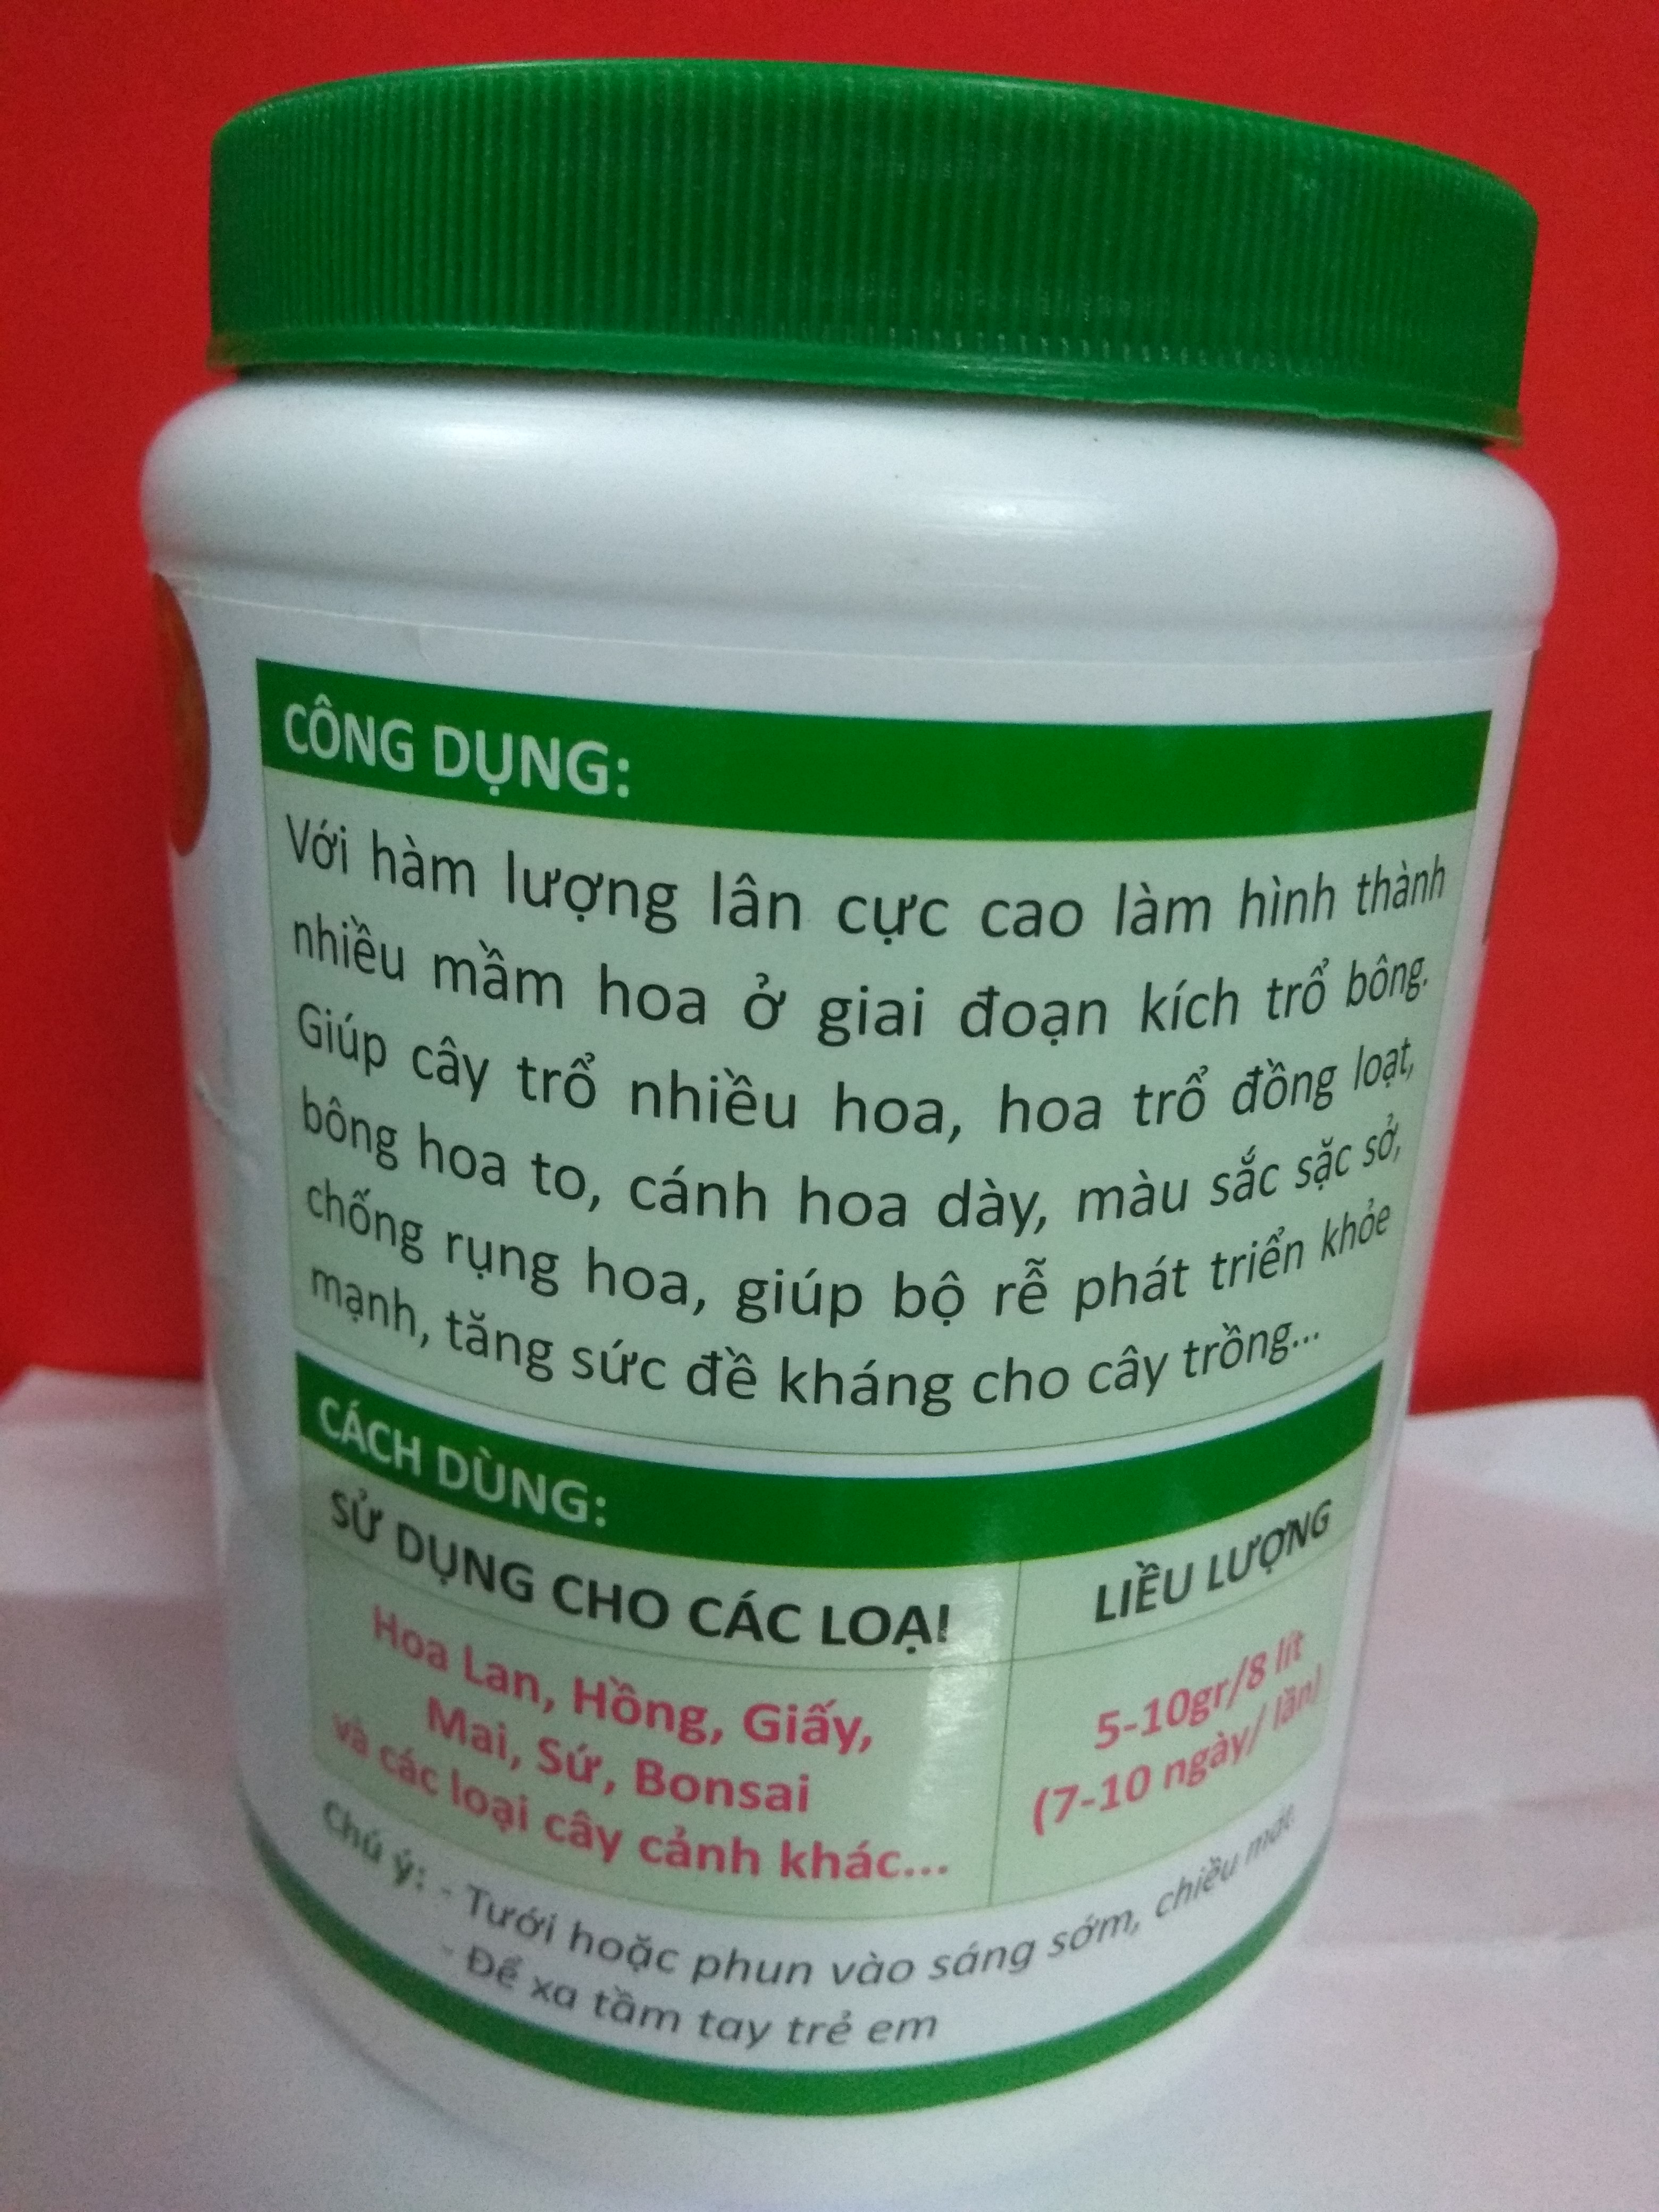 CÔNG DỤNG:
Với hàm lượng lân cực cao làm hình thành
nhiều mầm hoa ở giai đoạn kích trổ bông.
Giúp cây trổ nhiều hoa, hoa trổ đồng loạt,
bông hoa to, cánh hoa dày, màu sắc sặc sở,
chống rụng hoa, giúp bộ rễ phát triển khỏe
mạnh, tăng sức đề kháng cho cây trồng...
CÁCH DÙNG:
SỬ DỤNG CHO CÁC LOẠI
LIỀU LƯỢNG
Hoa Lan, Hồng, Giấy,
Mai, Sứ, Bonsai
và các loại cây cảnh khác...
5-10gr/8 lít
(7-10 ngày/ lần)
Chú ý: - Tưới hoặc phun vào sáng sớm, chiều mát.
- Để xa tầm tay trẻ em